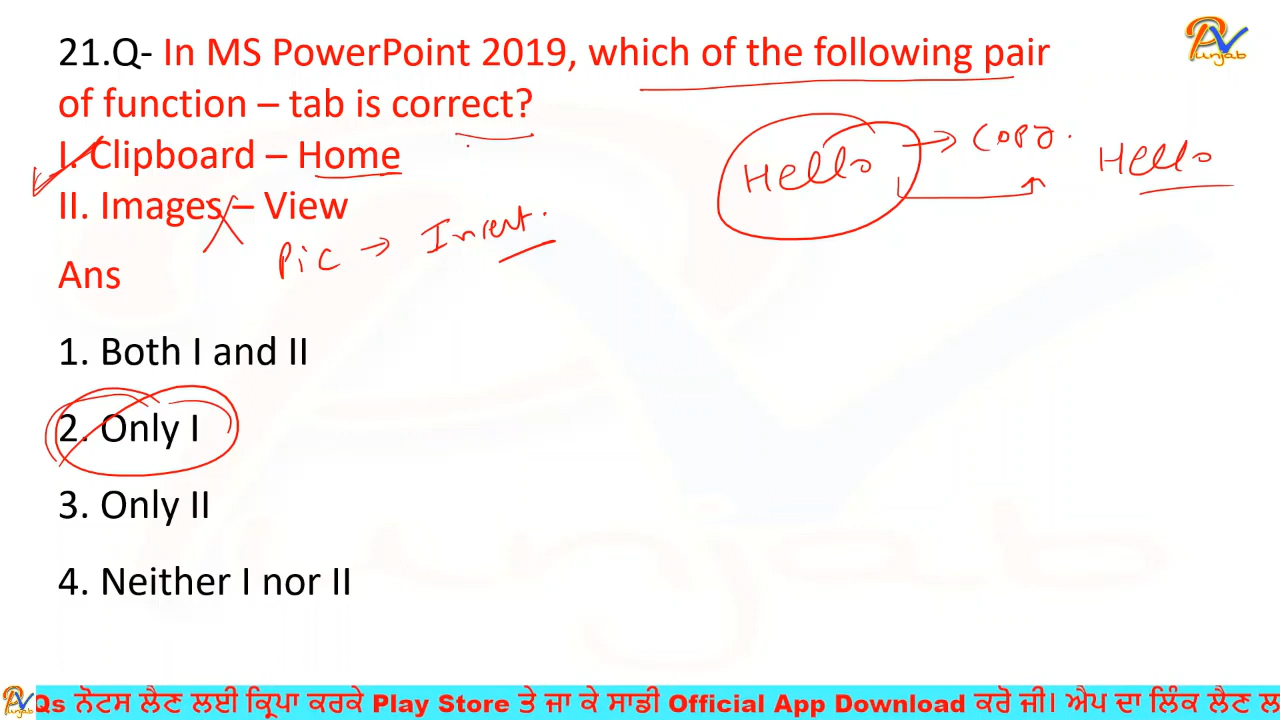 21.Q- In MS PowerPoint 2019, which of the following pair
of function – tab is correct?
I. Clipboard – Home
II. Images – View
Hello → Copy.
Hello
Pic → Insert.
Ans
1. Both I and II
2. Only I
3. Only II
4. Neither I nor II
Punjab
Qs ਨੋਟਸ ਲੈਣ ਲਈ ਕ੍ਰਿਪਾ ਕਰਕੇ Play Store ਤੇ ਜਾ ਕੇ ਸਾਡੀ Official App Download ਕਰੋ ਜੀ। ਐਪ ਦਾ ਲਿੰਕ ਲੈਣ ਲ